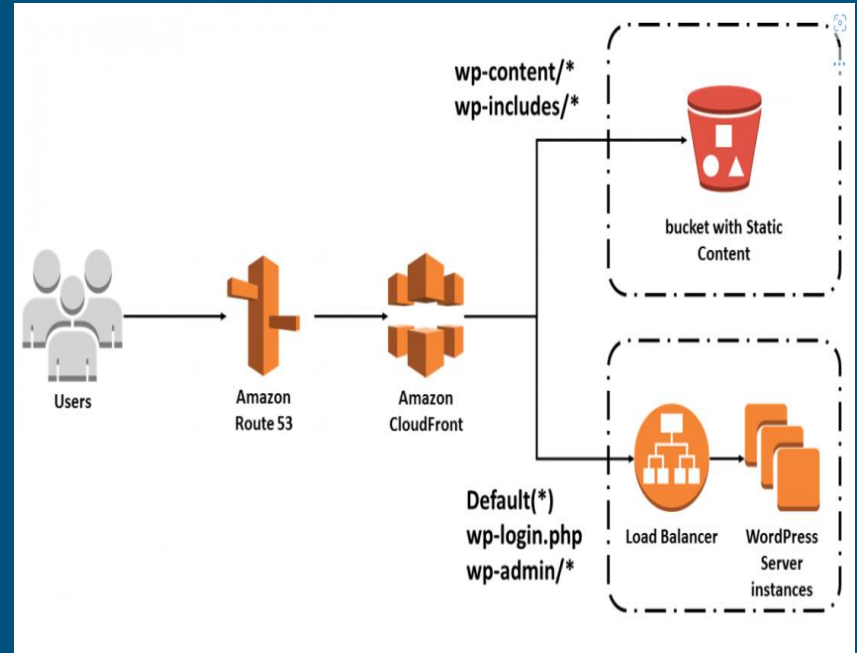 wp-content/*
wp-includes/*
bucket with Static
Content
Users
Amazon
Route 53
Amazon
CloudFront
Default(*)
wp-login.php
wp-admin/*
Load Balancer
WordPress
Server
instances